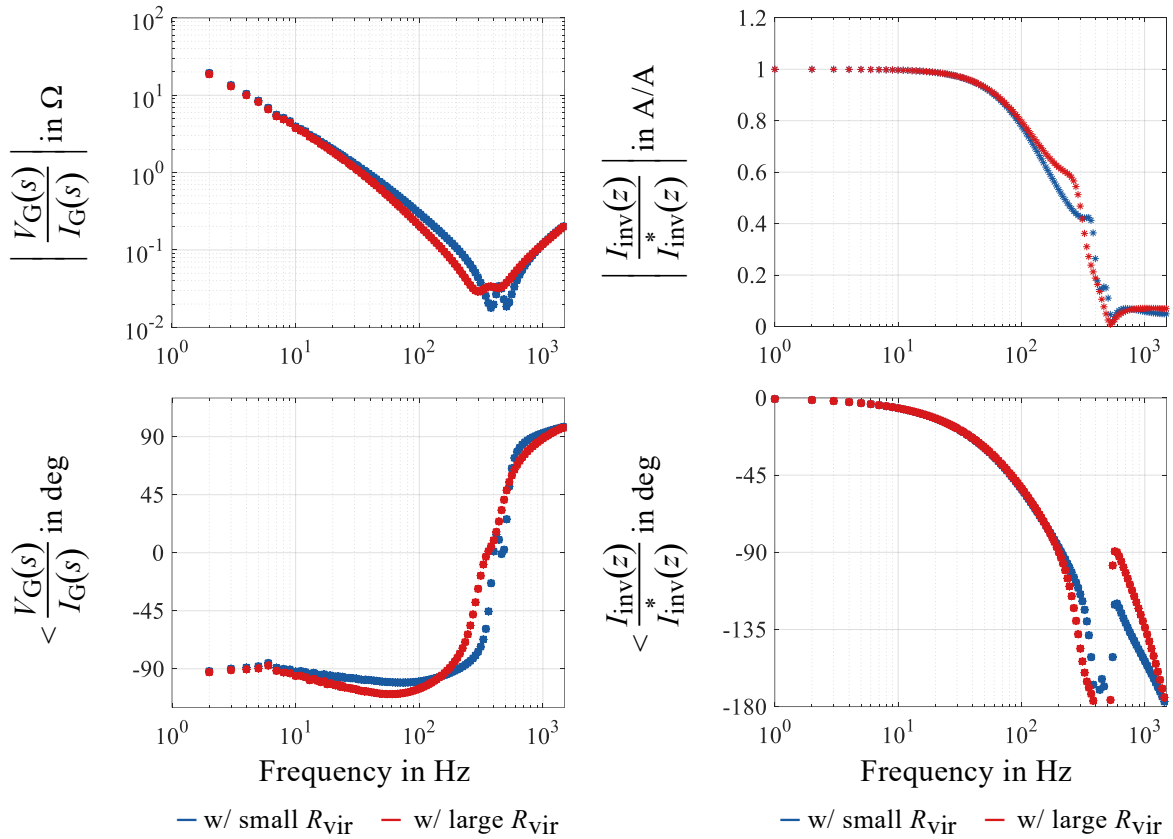 | V_G(s) / I_G(s) | in Ω
10^2
10^1
10^0
10^-1
10^-2
10^0 10^1 10^2 10^3
| I_inv(z) / I*_inv(z) | in A/A
1.2
1
0.8
0.6
0.4
0.2
0
10^0 10^1 10^2 10^3
< V_G(s) / I_G(s) in deg
90
45
0
-45
-90
10^0 10^1 10^2 10^3
Frequency in Hz
< I_inv(z) / I*_inv(z) in deg
0
-45
-90
-135
-180
10^0 10^1 10^2 10^3
Frequency in Hz
w/ small R_vir w/ large R_vir
w/ small R_vir w/ large R_vir